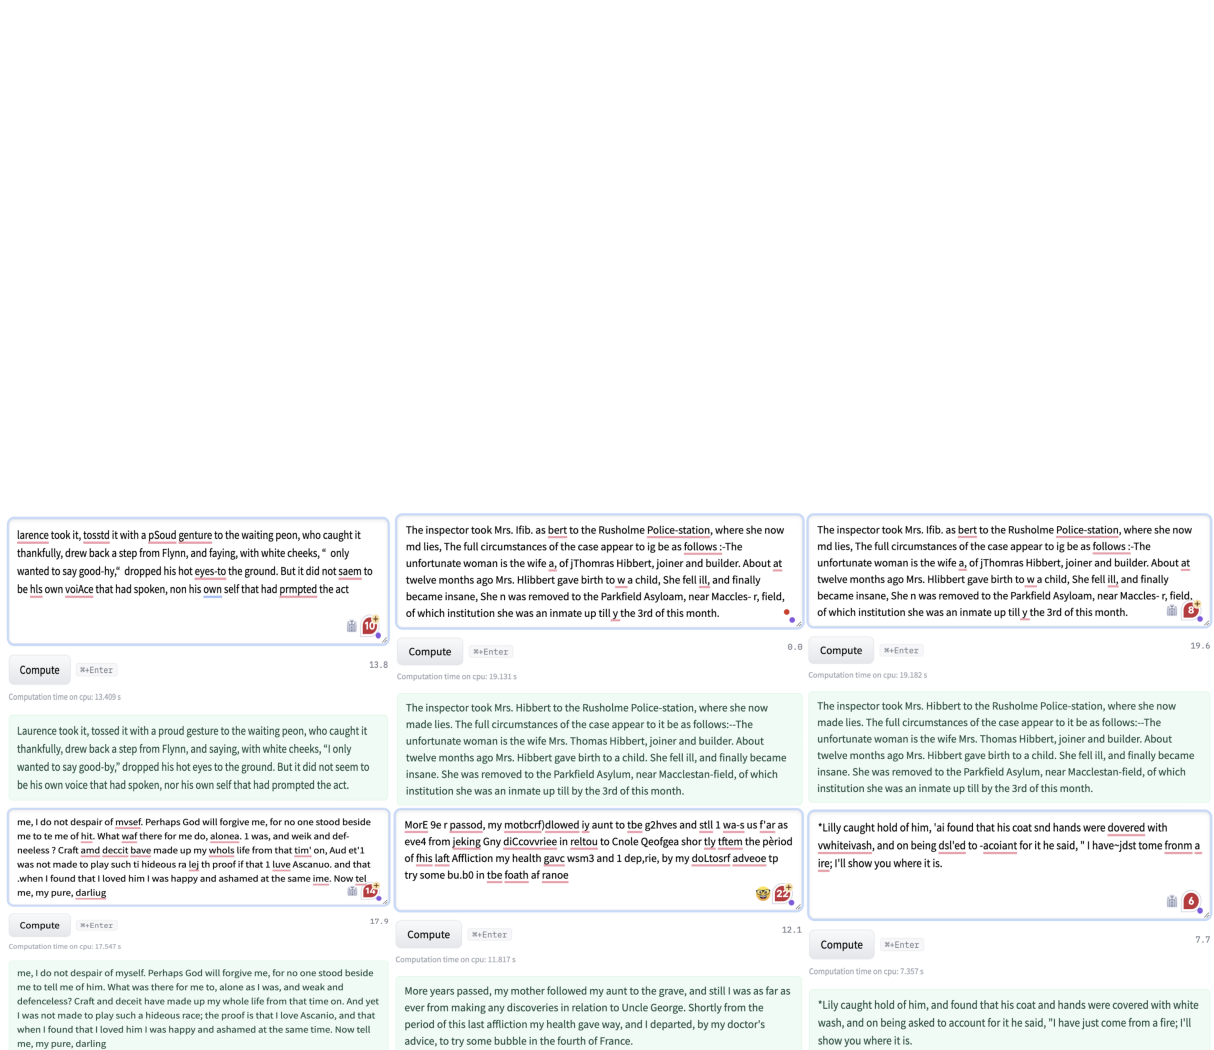 larence took it, tosstd it with a pSoud genture to the waiting peon, who caught it
thankfully, drew back a step from Flynn, and faying, with white cheeks, “ only
wanted to say good-hy,“ dropped his hot eyes-to the ground. But it did not saem to
be hls own voiAce that had spoken, non his own self that had prmpted the act
10
Compute
⌘+Enter
13.8
Computation time on cpu: 13.409 s
Laurence took it, tossed it with a proud gesture to the waiting peon, who caught it
thankfully, drew back a step from Flynn, and saying, with white cheeks, “I only
wanted to say good-by,” dropped his hot eyes to the ground. But it did not seem to
be his own voice that had spoken, nor his own self that had prompted the act.
The inspector took Mrs. Ifib. as bert to the Rusholme Police-station, where she now
md lies, The full circumstances of the case appear to ig be as follows :-The
unfortunate woman is the wife a, of jThomras Hibbert, joiner and builder. About at
twelve months ago Mrs. Hlibbert gave birth to w a child, She fell ill, and finally
became insane, She n was removed to the Parkfield Asyloam, near Maccles- r, field,
of which institution she was an inmate up till y the 3rd of this month.
Compute
⌘+Enter
0.0
Computation time on cpu: 19.131 s
The inspector took Mrs. Hibbert to the Rusholme Police-station, where she now
made lies. The full circumstances of the case appear to it be as follows:--The
unfortunate woman is the wife Mrs. Thomas Hibbert, joiner and builder. About
twelve months ago Mrs. Hibbert gave birth to a child. She fell ill, and finally became
insane. She was removed to the Parkfield Asylum, near Macclestan-field, of which
institution she was an inmate up till by the 3rd of this month.
The inspector took Mrs. Ifib. as bert to the Rusholme Police-station, where she now
md lies, The full circumstances of the case appear to ig be as follows :-The
unfortunate woman is the wife a, of jThomras Hibbert, joiner and builder. About at
twelve months ago Mrs. Hlibbert gave birth to w a child, She fell ill, and finally
became insane, She n was removed to the Parkfield Asyloam, near Maccles- r, field,
of which institution she was an inmate up till y the 3rd of this month.
8
Compute
⌘+Enter
19.6
Computation time on cpu: 19.182 s
The inspector took Mrs. Hibbert to the Rusholme Police-station, where she now
made lies. The full circumstances of the case appear to it be as follows:--The
unfortunate woman is the wife Mrs. Thomas Hibbert, joiner and builder. About
twelve months ago Mrs. Hibbert gave birth to a child. She fell ill, and finally became
insane. She was removed to the Parkfield Asylum, near Macclestan-field, of which
institution she was an inmate up till by the 3rd of this month.
me, I do not despair of mvsef. Perhaps God will forgive me, for no one stood beside
me to te me of hit. What waf there for me do, alonea. 1 was, and weik and def-
neeless ? Craft amd deccit bave made up my whols life from that tim' on, Aud et'1
was not made to play such ti hideous ra lej th proof if that 1 luve Ascanuo. and that
.when I found that I loved him I was happy and ashamed at the same ime. Now tel
me, my pure, darliug
14
Compute
⌘+Enter
17.9
Computation time on cpu: 17.547 s
me, I do not despair of myself. Perhaps God will forgive me, for no one stood beside
me to tell me of him. What was there for me to, alone as I was, and weak and
defenceless? Craft and deceit have made up my whole life from that time on. And yet
I was not made to play such a hideous race; the proof is that I love Ascanio, and that
when I found that I loved him I was happy and ashamed at the same time. Now tell
me, my pure, darling
MorE 9e r passod, my motbcrf)dlowed iy aunt to tbe g2hves and stll 1 wa-s us f'ar as
eve4 from jeking Gny diCcovvriee in reltou to Cnole Qeofgea shor tly tftem the pèriod
of fhis laft Affliction my health gavc wsm3 and 1 dep,rie, by my doLtosrf adveoe tp
try some bu.b0 in tbe foath af ranoe
22
Compute
⌘+Enter
12.1
Computation time on cpu: 11.817 s
More years passed, my mother followed my aunt to the grave, and still I was as far as
ever from making any discoveries in relation to Uncle George. Shortly from the
period of this last affliction my health gave way, and I departed, by my doctor's
advice, to try some bubble in the fourth of France.
*Lilly caught hold of him, 'ai found that his coat snd hands were dovered with
vwhiteivash, and on being dsl'ed to -acoiant for it he said, " I have~jdst tome fronm a
ire; I'll show you where it is.
6
Compute
⌘+Enter
7.7
Computation time on cpu: 7.357 s
*Lily caught hold of him, and found that his coat and hands were covered with white
wash, and on being asked to account for it he said, "I have just come from a fire; I'll
show you where it is.